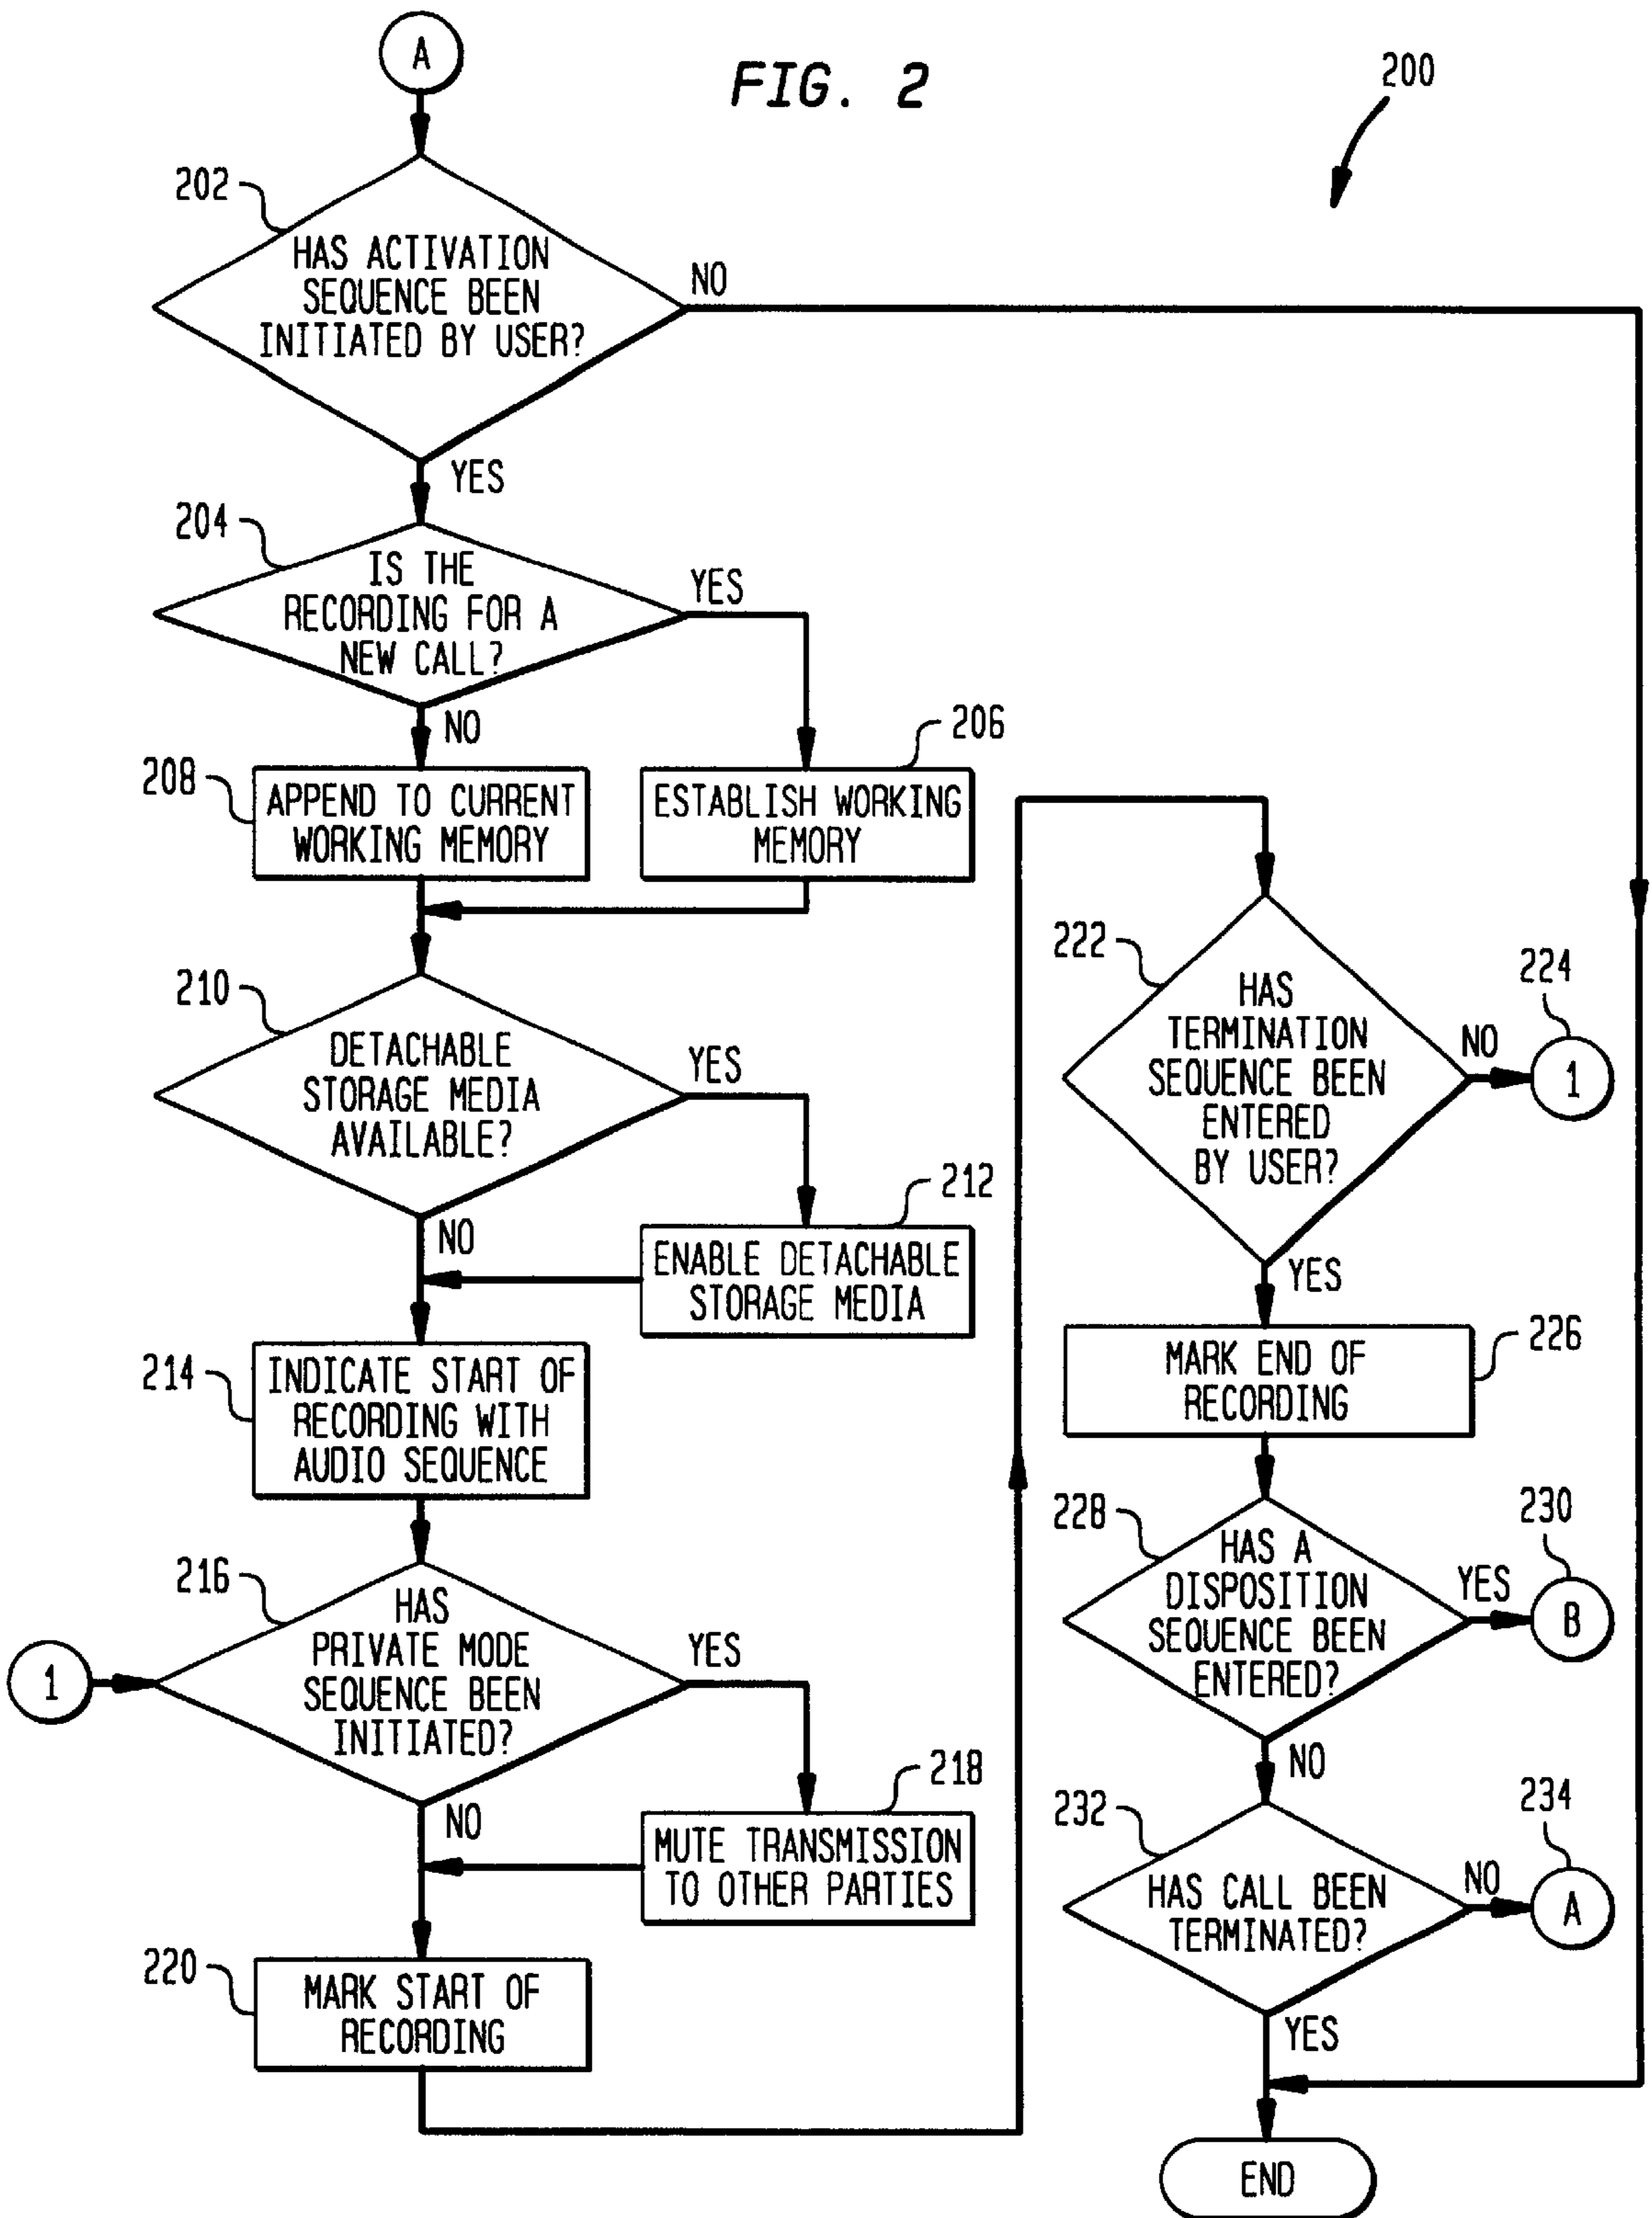 A
FIG. 2
200
202
HAS ACTIVATION
SEQUENCE BEEN
INITIATED BY USER?
NO
YES
204
IS THE
RECORDING FOR A
NEW CALL?
YES
NO
206
208
APPEND TO CURRENT
WORKING MEMORY
ESTABLISH WORKING
MEMORY
210
DETACHABLE
STORAGE MEDIA
AVAILABLE?
YES
NO
212
ENABLE DETACHABLE
STORAGE MEDIA
214
INDICATE START OF
RECORDING WITH
AUDIO SEQUENCE
216
1
HAS
PRIVATE MODE
SEQUENCE BEEN
INITIATED?
YES
NO
218
MUTE TRANSMISSION
TO OTHER PARTIES
220
MARK START OF
RECORDING
222
HAS
TERMINATION
SEQUENCE BEEN
ENTERED
BY USER?
NO
224
1
YES
MARK END OF
RECORDING
226
228
HAS A
DISPOSITION
SEQUENCE BEEN
ENTERED?
YES
230
B
NO
232
HAS CALL BEEN
TERMINATED?
NO
234
A
YES
END